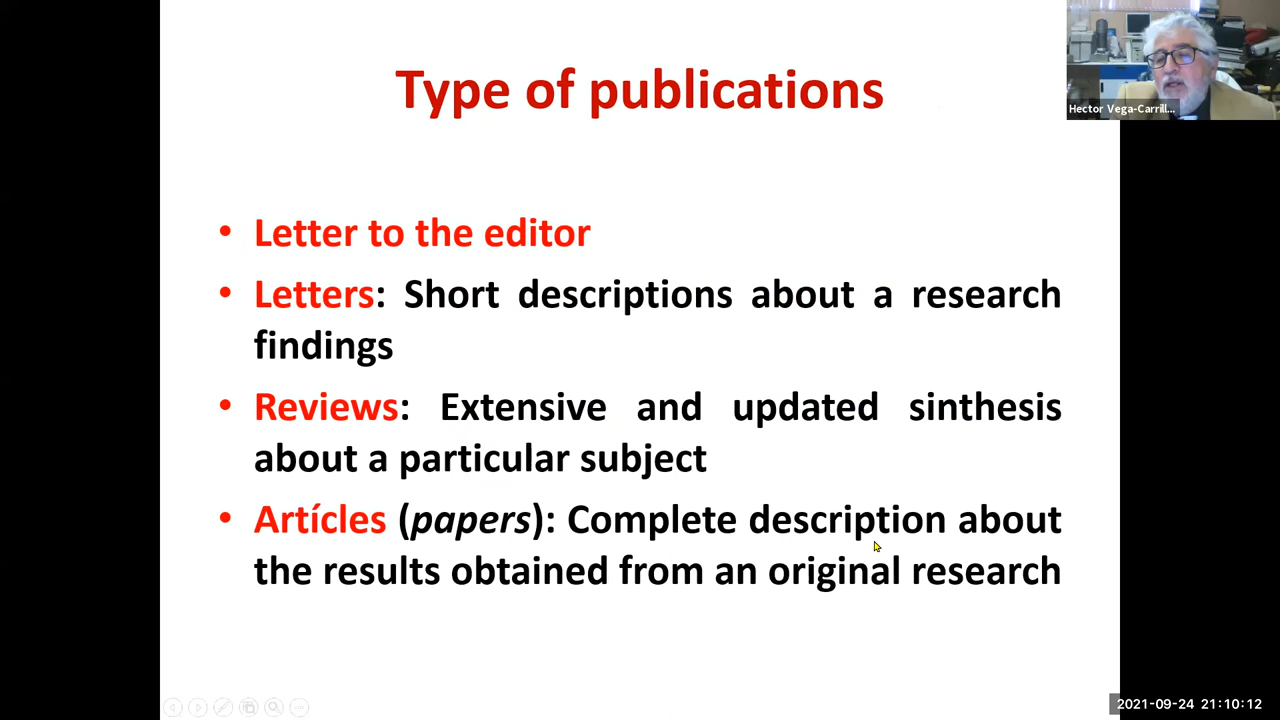 Type of publications
Hector Vega-Carrill...
• Letter to the editor
• Letters: Short descriptions about a research
findings
• Reviews: Extensive and updated sinthesis
about a particular subject
• Artícles (papers): Complete description about
the results obtained from an original research
2021-09-24 21:10:12